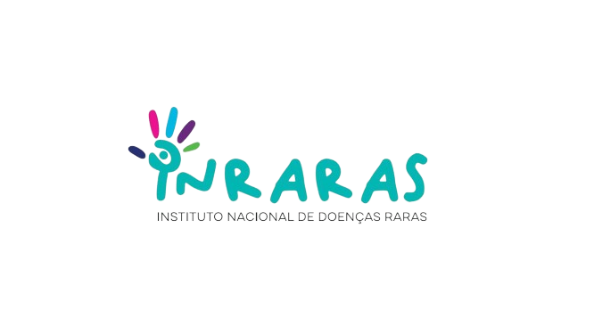 INRARAS
INSTITUTO NACIONAL DE DOENÇAS RARAS